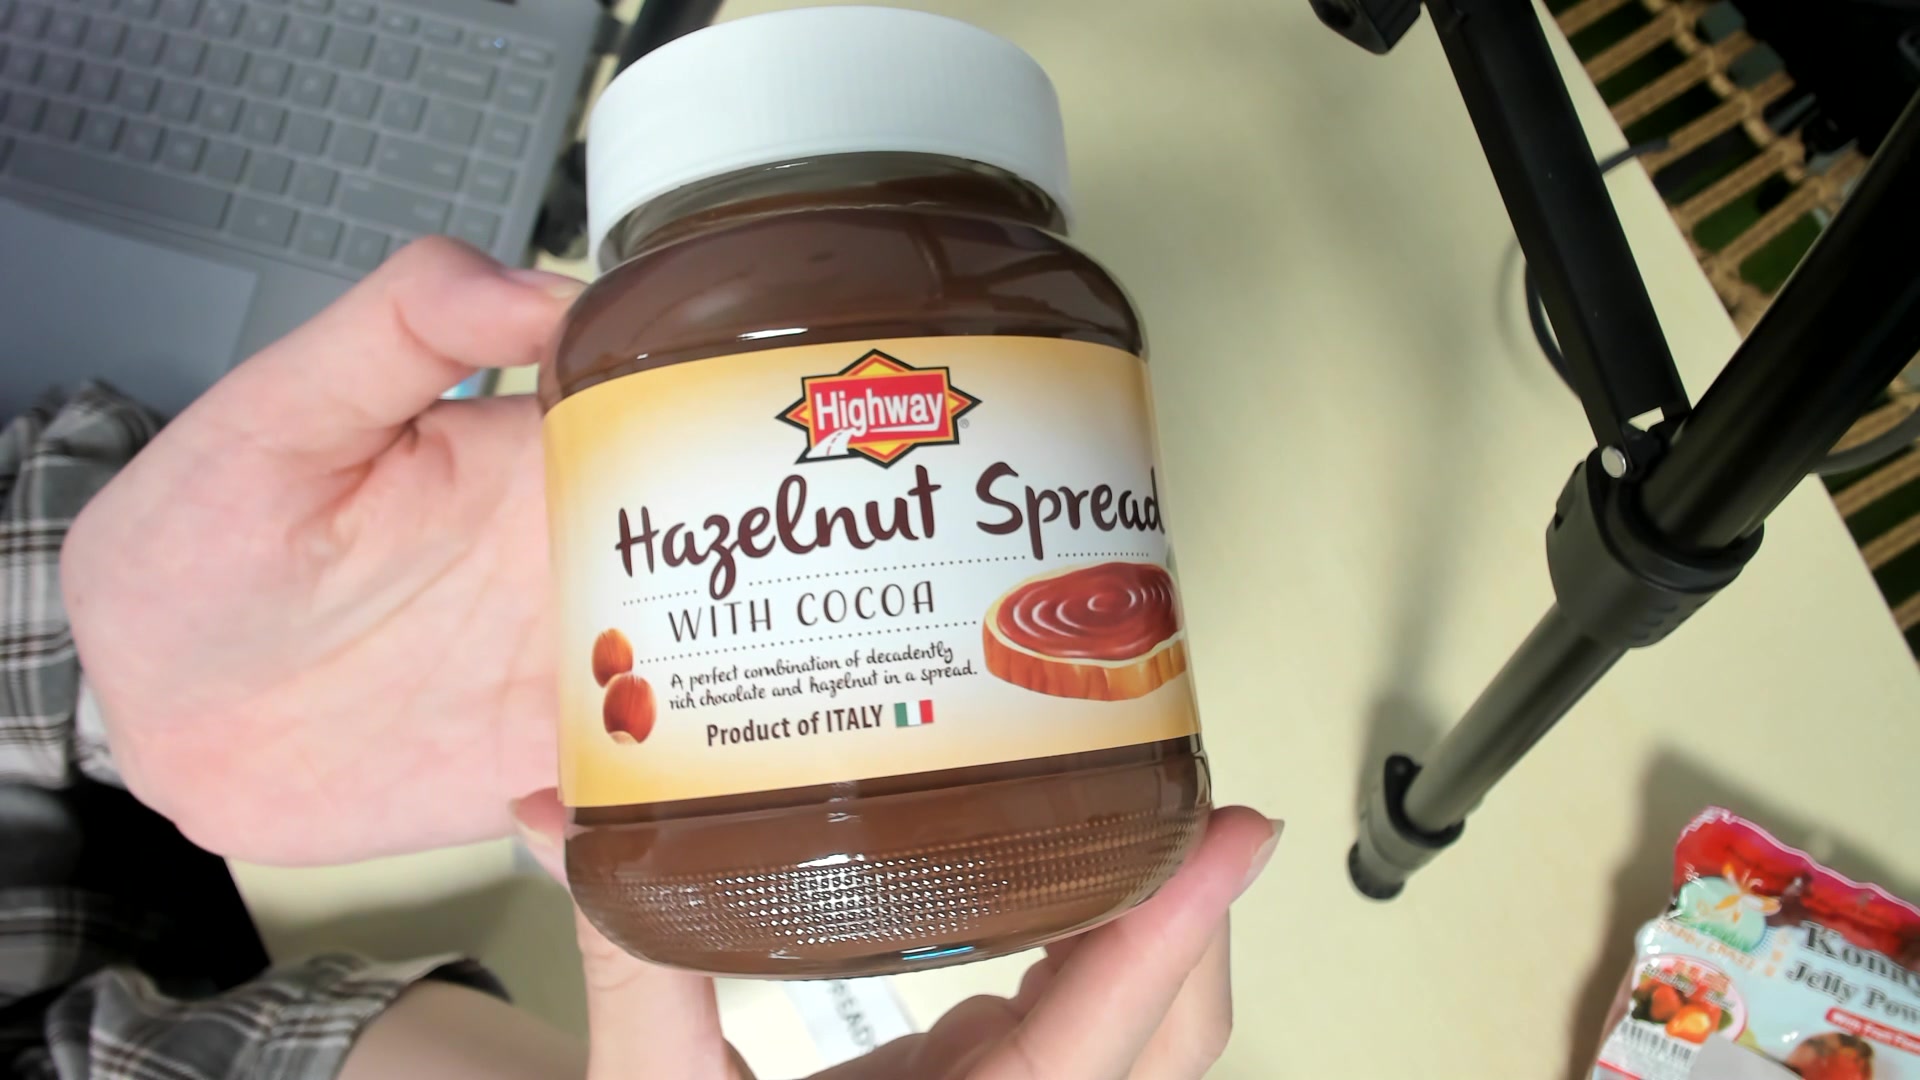 Highway
Hazelnut Spread
WITH COCOA
A perfect combination of decadently
rich chocolate and hazelnut in a spread.
Product of ITALY
Jelly